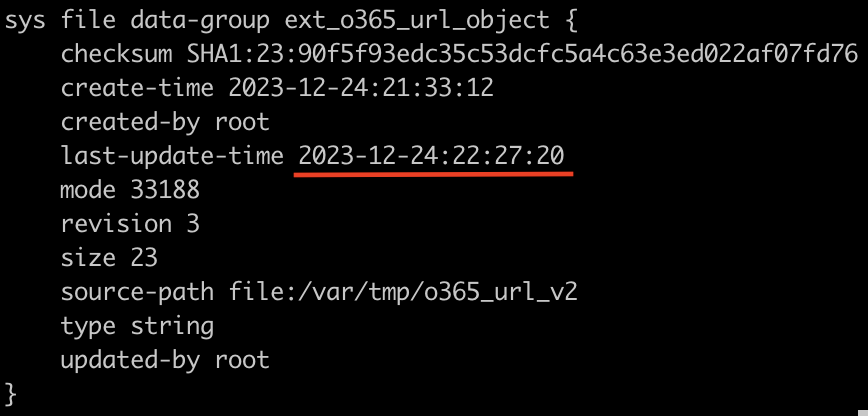 sys file data-group ext_o365_url_object {
    checksum SHA1:23:90f5f93edc35c53dcfc5a4c63e3ed022af07fd76
    create-time 2023-12-24:21:33:12
    created-by root
    last-update-time 2023-12-24:22:27:20
    mode 33188
    revision 3
    size 23
    source-path file:/var/tmp/o365_url_v2
    type string
    updated-by root
}